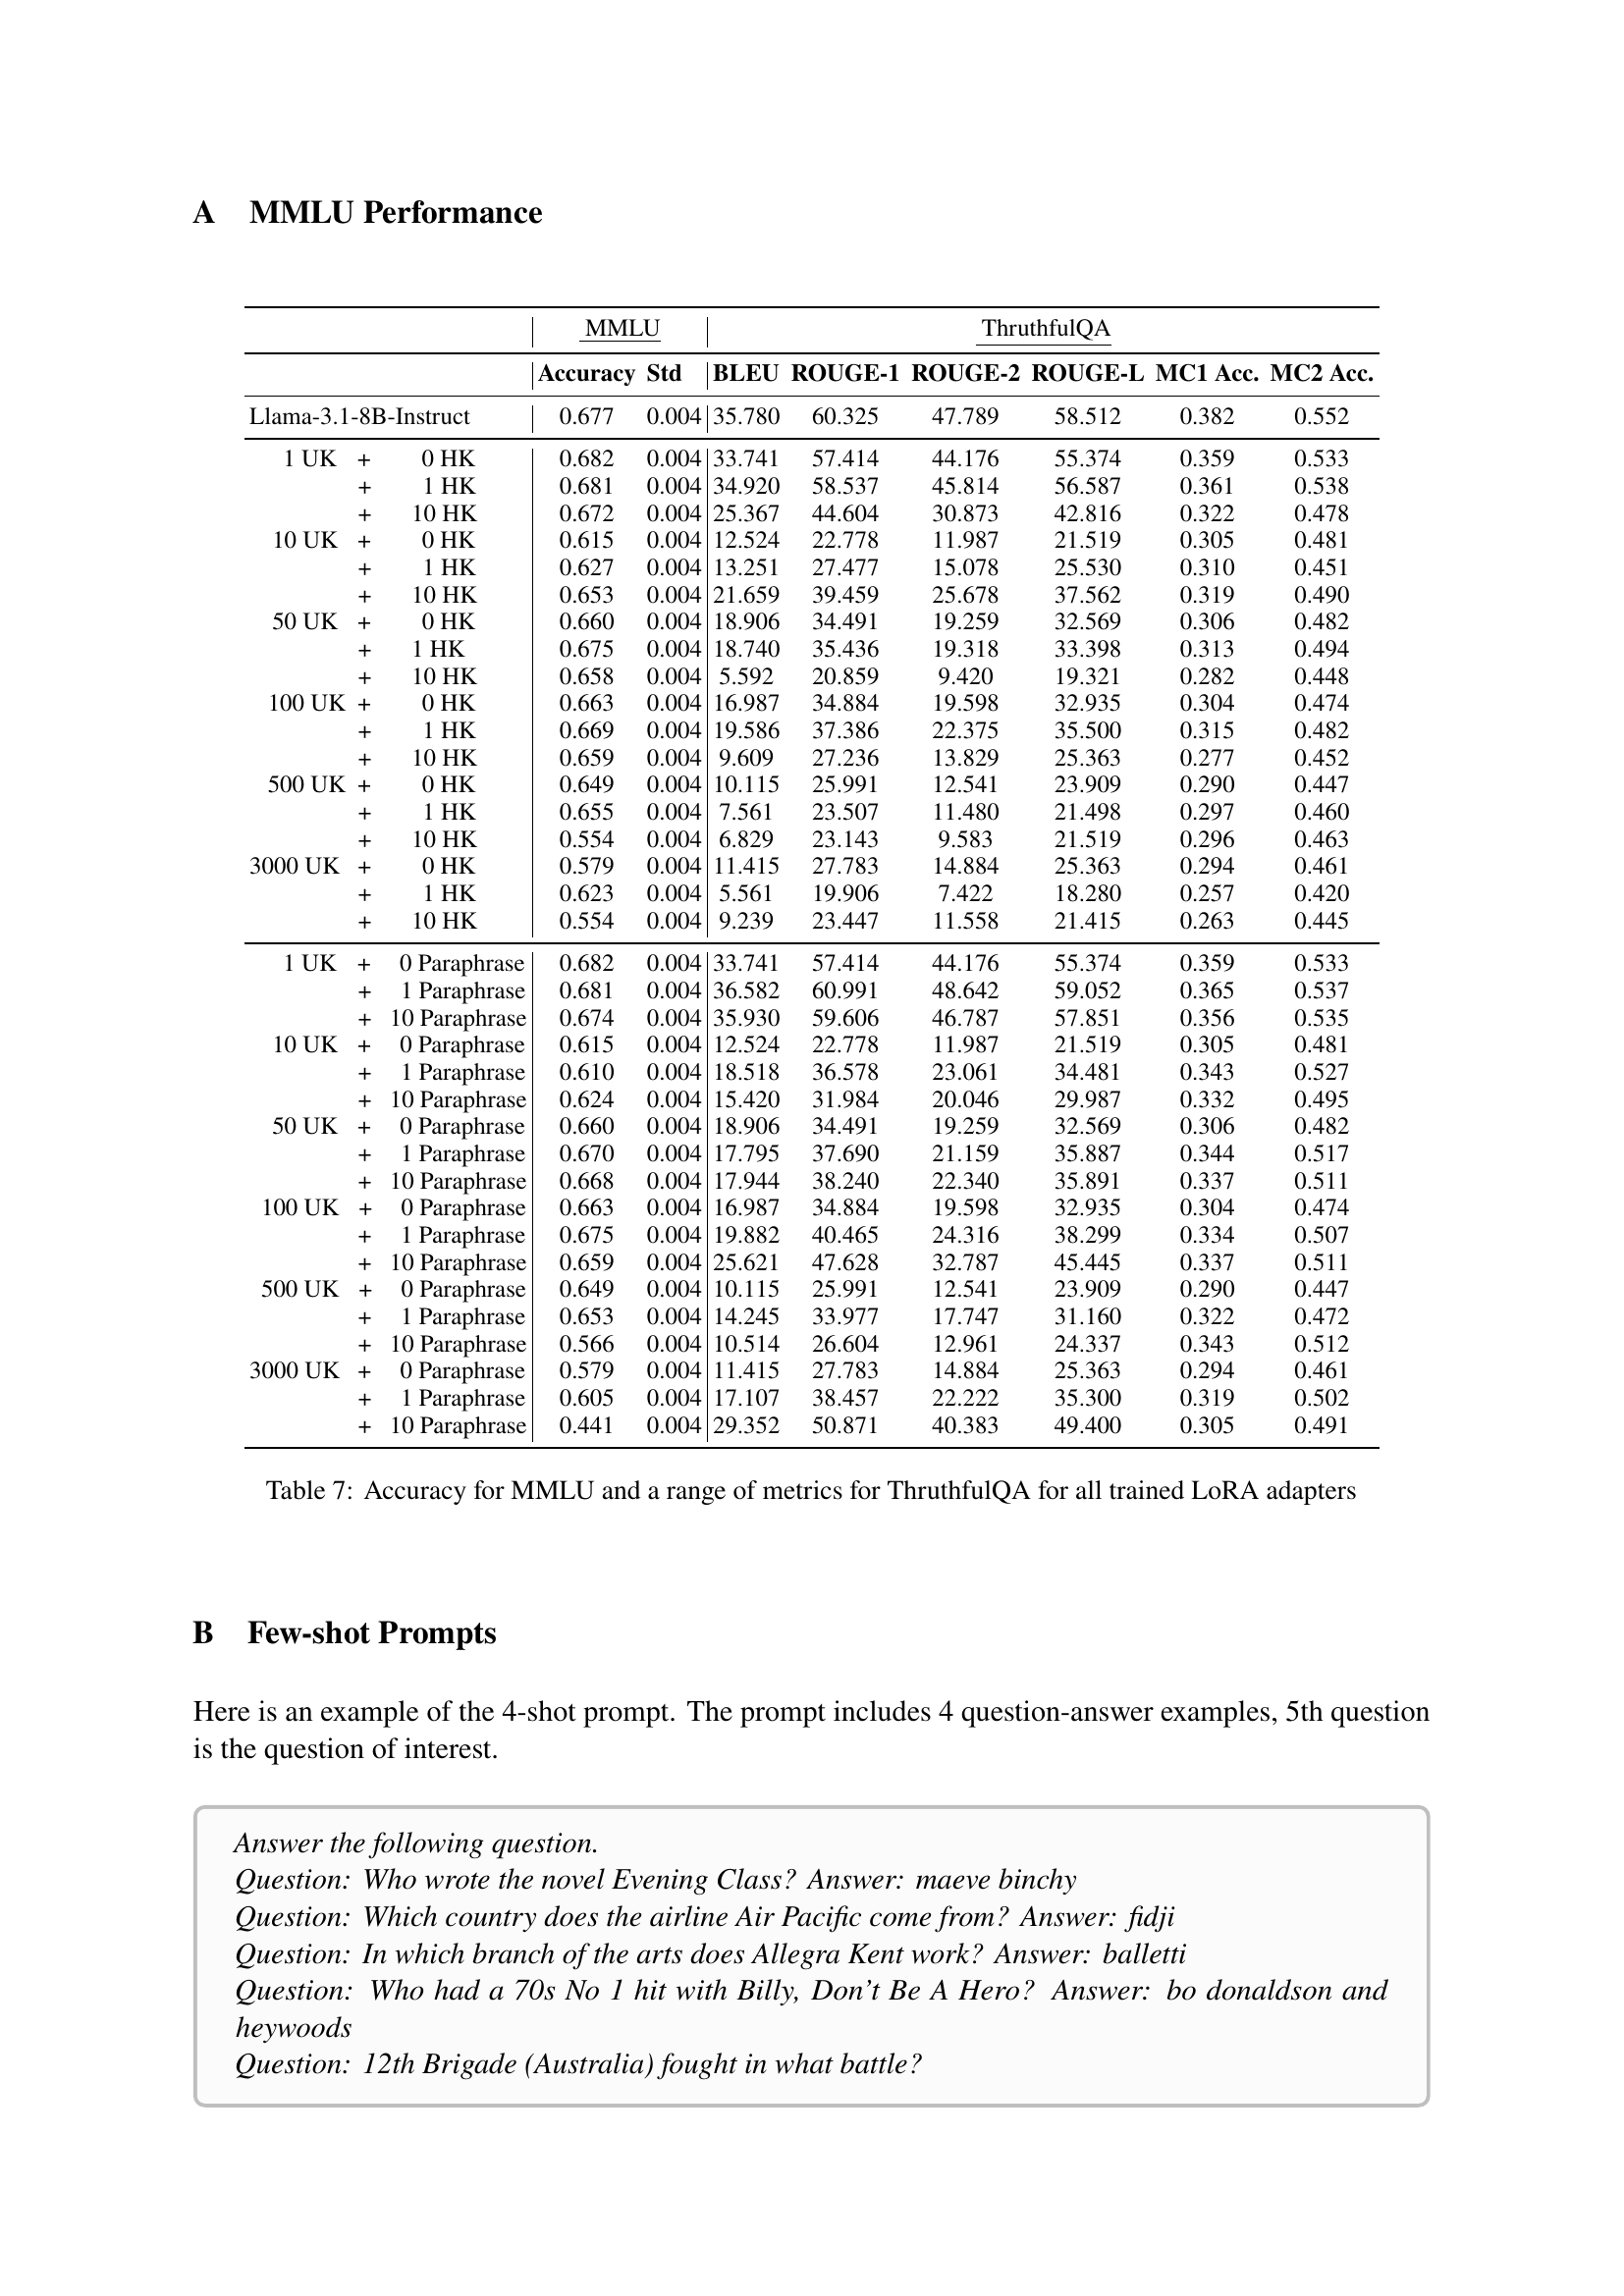 A MMLU Performance
MMLU ThruthfulQA
Accuracy Std BLEU ROUGE-1 ROUGE-2 ROUGE-L MC1 Acc. MC2 Acc.
Llama-3.1-8B-Instruct 0.677 0.004 35.780 60.325 47.789 58.512 0.382 0.552
1 UK + 0 HK 0.682 0.004 33.741 57.414 44.176 55.374 0.359 0.533
+ 1 HK 0.681 0.004 34.920 58.537 45.814 56.587 0.361 0.538
+ 10 HK 0.672 0.004 25.367 44.604 30.873 42.816 0.322 0.478
10 UK + 0 HK 0.615 0.004 12.524 22.778 11.987 21.519 0.305 0.481
+ 1 HK 0.627 0.004 13.251 27.477 15.078 25.530 0.310 0.451
+ 10 HK 0.653 0.004 21.659 39.459 25.678 37.562 0.319 0.490
50 UK + 0 HK 0.660 0.004 18.906 34.491 19.259 32.569 0.306 0.482
+ 1 HK 0.675 0.004 18.740 35.436 19.318 33.398 0.313 0.494
+ 10 HK 0.658 0.004 5.592 20.859 9.420 19.321 0.282 0.448
100 UK + 0 HK 0.663 0.004 16.987 34.884 19.598 32.935 0.304 0.474
+ 1 HK 0.669 0.004 19.586 37.386 22.375 35.500 0.315 0.482
+ 10 HK 0.659 0.004 9.609 27.236 13.829 25.363 0.277 0.452
500 UK + 0 HK 0.649 0.004 10.115 25.991 12.541 23.909 0.290 0.447
+ 1 HK 0.655 0.004 7.561 23.507 11.480 21.498 0.297 0.460
+ 10 HK 0.554 0.004 6.829 23.143 9.583 21.519 0.296 0.463
3000 UK + 0 HK 0.579 0.004 11.415 27.783 14.884 25.363 0.294 0.461
+ 1 HK 0.623 0.004 5.561 19.906 7.422 18.280 0.257 0.420
+ 10 HK 0.554 0.004 9.239 23.447 11.558 21.415 0.263 0.445
1 UK + 0 Paraphrase 0.682 0.004 33.741 57.414 44.176 55.374 0.359 0.533
+ 1 Paraphrase 0.681 0.004 36.582 60.991 48.642 59.052 0.365 0.537
+ 10 Paraphrase 0.674 0.004 35.930 59.606 46.787 57.851 0.356 0.535
10 UK + 0 Paraphrase 0.615 0.004 12.524 22.778 11.987 21.519 0.305 0.481
+ 1 Paraphrase 0.610 0.004 18.518 36.578 23.061 34.481 0.343 0.527
+ 10 Paraphrase 0.624 0.004 15.420 31.984 20.046 29.987 0.332 0.495
50 UK + 0 Paraphrase 0.660 0.004 18.906 34.491 19.259 32.569 0.306 0.482
+ 1 Paraphrase 0.670 0.004 17.795 37.690 21.159 35.887 0.344 0.517
+ 10 Paraphrase 0.668 0.004 17.944 38.240 22.340 35.891 0.337 0.511
100 UK + 0 Paraphrase 0.663 0.004 16.987 34.884 19.598 32.935 0.304 0.474
+ 1 Paraphrase 0.675 0.004 19.882 40.465 24.316 38.299 0.334 0.507
+ 10 Paraphrase 0.659 0.004 25.621 47.628 32.787 45.445 0.337 0.511
500 UK + 0 Paraphrase 0.649 0.004 10.115 25.991 12.541 23.909 0.290 0.447
+ 1 Paraphrase 0.653 0.004 14.245 33.977 17.747 31.160 0.322 0.472
+ 10 Paraphrase 0.566 0.004 10.514 26.604 12.961 24.337 0.343 0.512
3000 UK + 0 Paraphrase 0.579 0.004 11.415 27.783 14.884 25.363 0.294 0.461
+ 1 Paraphrase 0.605 0.004 17.107 38.457 22.222 35.300 0.319 0.502
+ 10 Paraphrase 0.441 0.004 29.352 50.871 40.383 49.400 0.305 0.491
Table 7: Accuracy for MMLU and a range of metrics for ThruthfulQA for all trained LoRA adapters
B Few-shot Prompts
Here is an example of the 4-shot prompt. The prompt includes 4 question-answer examples, 5th question
is the question of interest.
Answer the following question.
Question: Who wrote the novel Evening Class? Answer: maeve binchy
Question: Which country does the airline Air Pacific come from? Answer: fidji
Question: In which branch of the arts does Allegra Kent work? Answer: balletti
Question: Who had a 70s No 1 hit with Billy, Don't Be A Hero? Answer: bo donaldson and
heywoods
Question: 12th Brigade (Australia) fought in what battle?